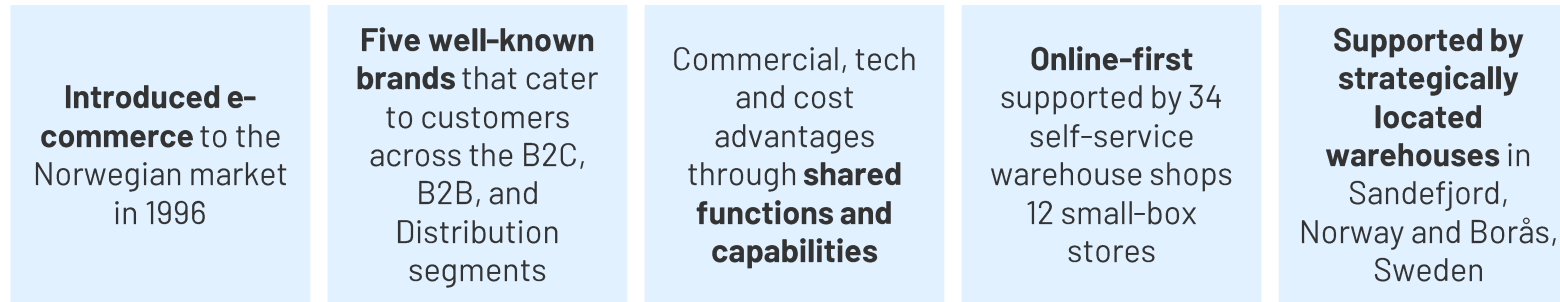 Introduced e-
commerce to the
Norwegian market
in 1996
Five well-known
brands that cater
to customers
across the B2C,
B2B, and
Distribution
segments
Commercial, tech
and cost
advantages
through shared
functions and
capabilities
Online-first
supported by 34
self-service
warehouse shops
12 small-box
stores
Supported by
strategically
located
warehouses in
Sandefjord,
Norway and Borås,
Sweden